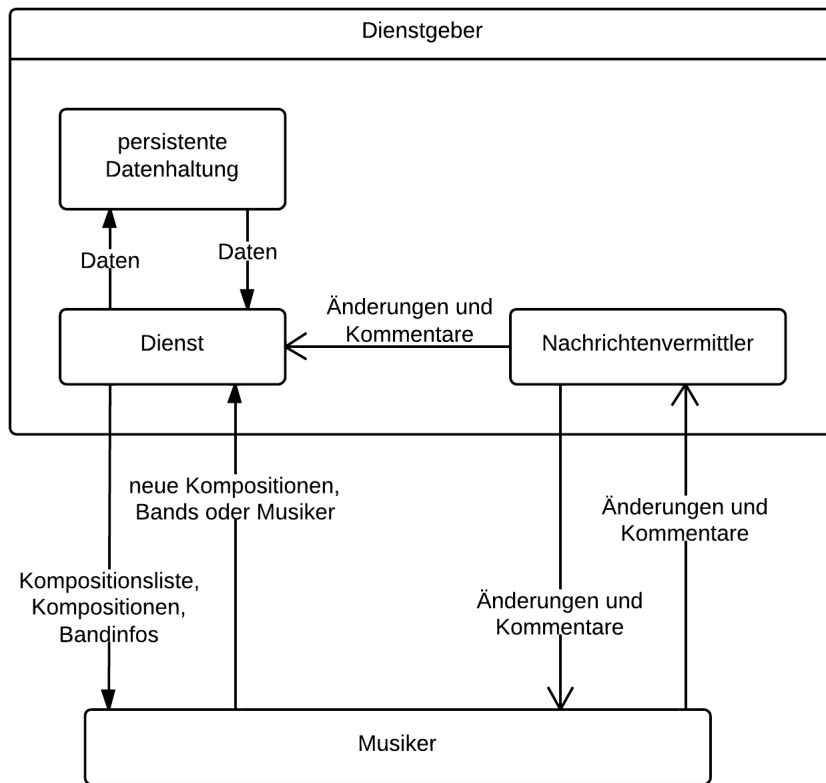 Dienstgeber
persistente
Datenhaltung
Daten
Daten
Änderungen und
Kommentare
Dienst
Nachrichtenvermittler
neue Kompositionen,
Bands oder Musiker
Änderungen und
Kommentare
Kompositionsliste,
Kompositionen,
Bandinfos
Änderungen und
Kommentare
Musiker